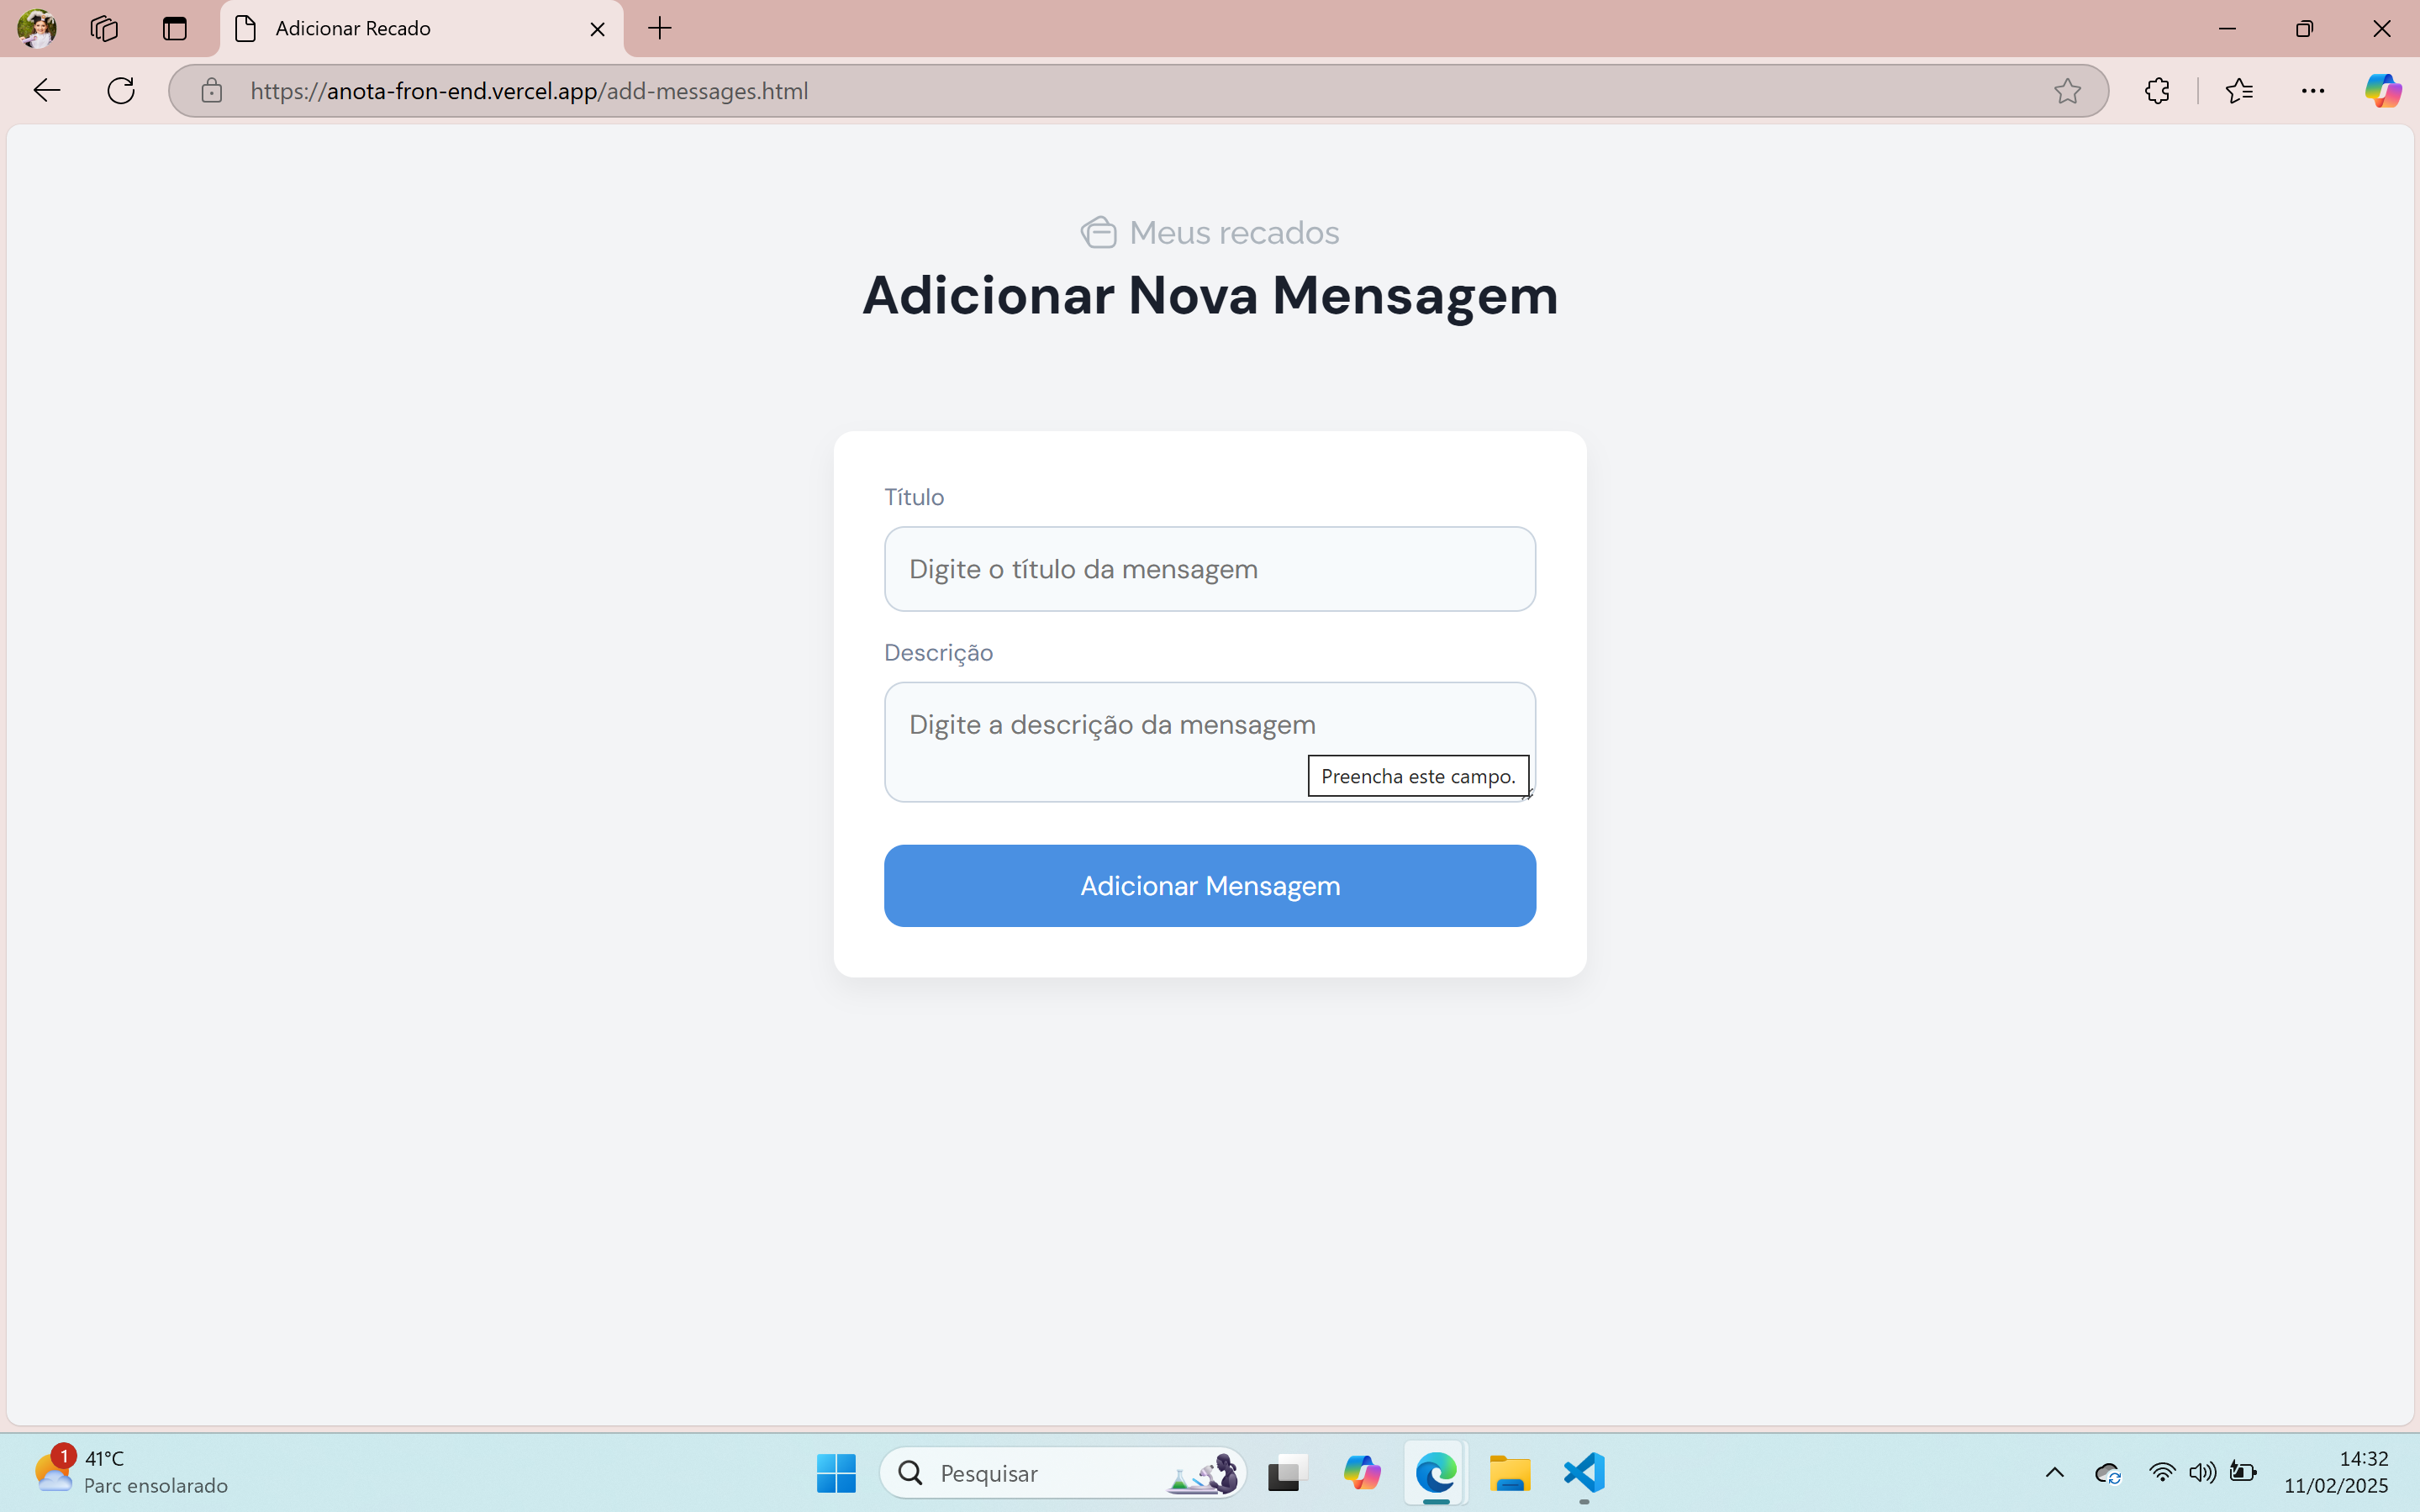 Adicionar Recado
https://anota-fron-end.vercel.app/add-messages.html
Meus recados
Adicionar Nova Mensagem
Título
Digite o título da mensagem
Descrição
Digite a descrição da mensagem
Preencha este campo.
Adicionar Mensagem
1
41°C
Parc ensolarado
Pesquisar
14:32
11/02/2025